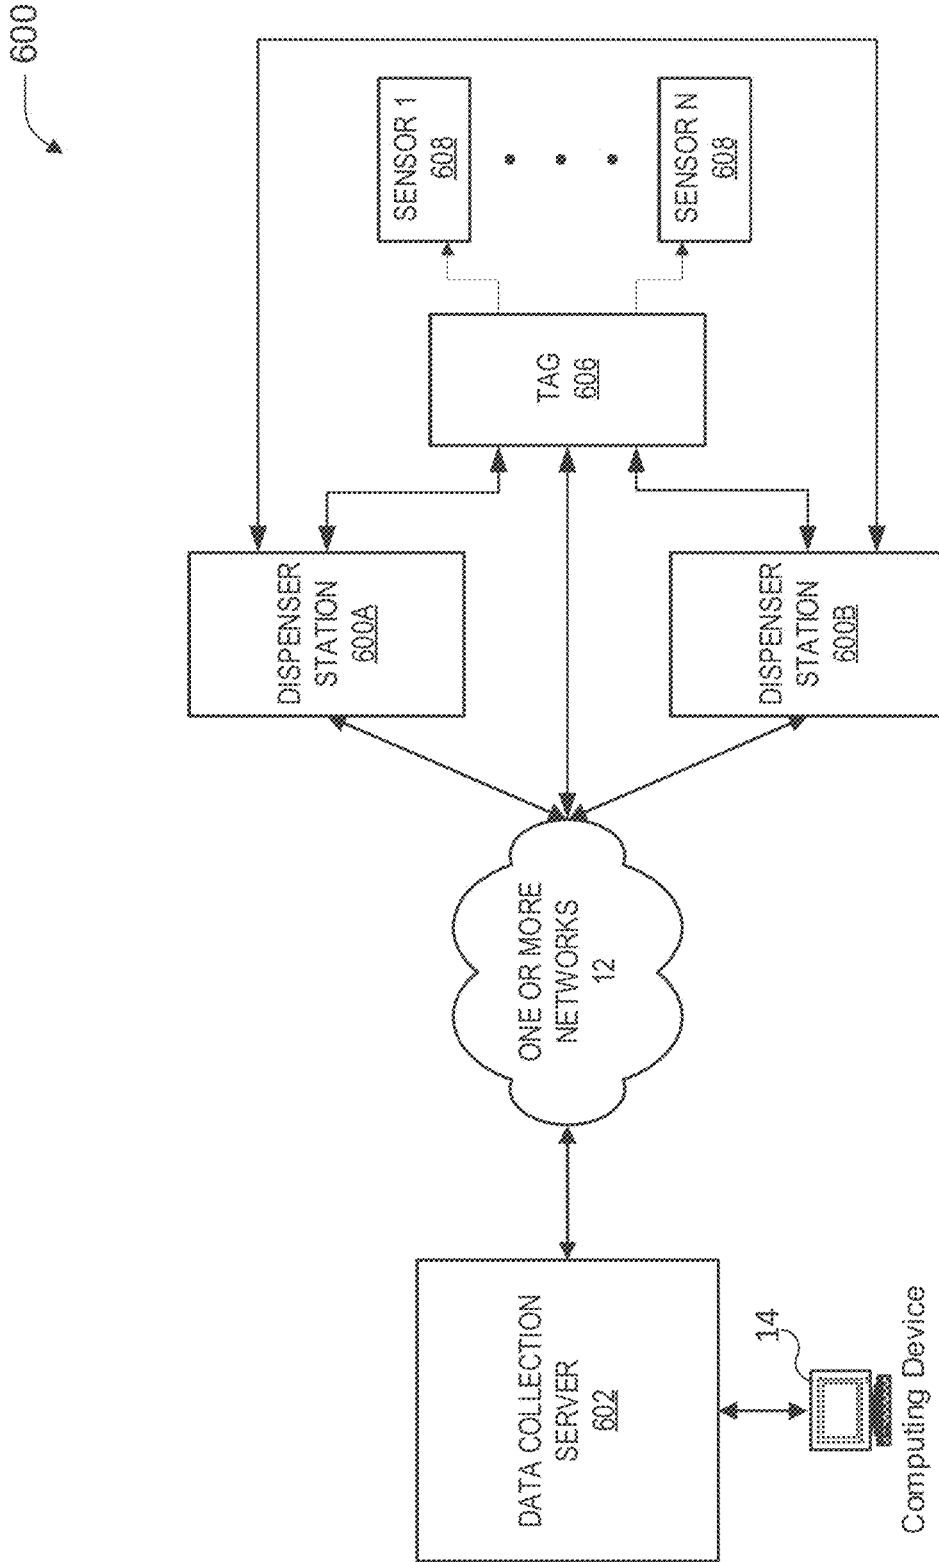 600
DATA COLLECTION
SERVER
602
14
Computing Device
ONE OR MORE
NETWORKS
12
DISPENSER
STATION
600A
DISPENSER
STATION
600B
TAG
606
SENSOR 1
608
SENSOR N
608